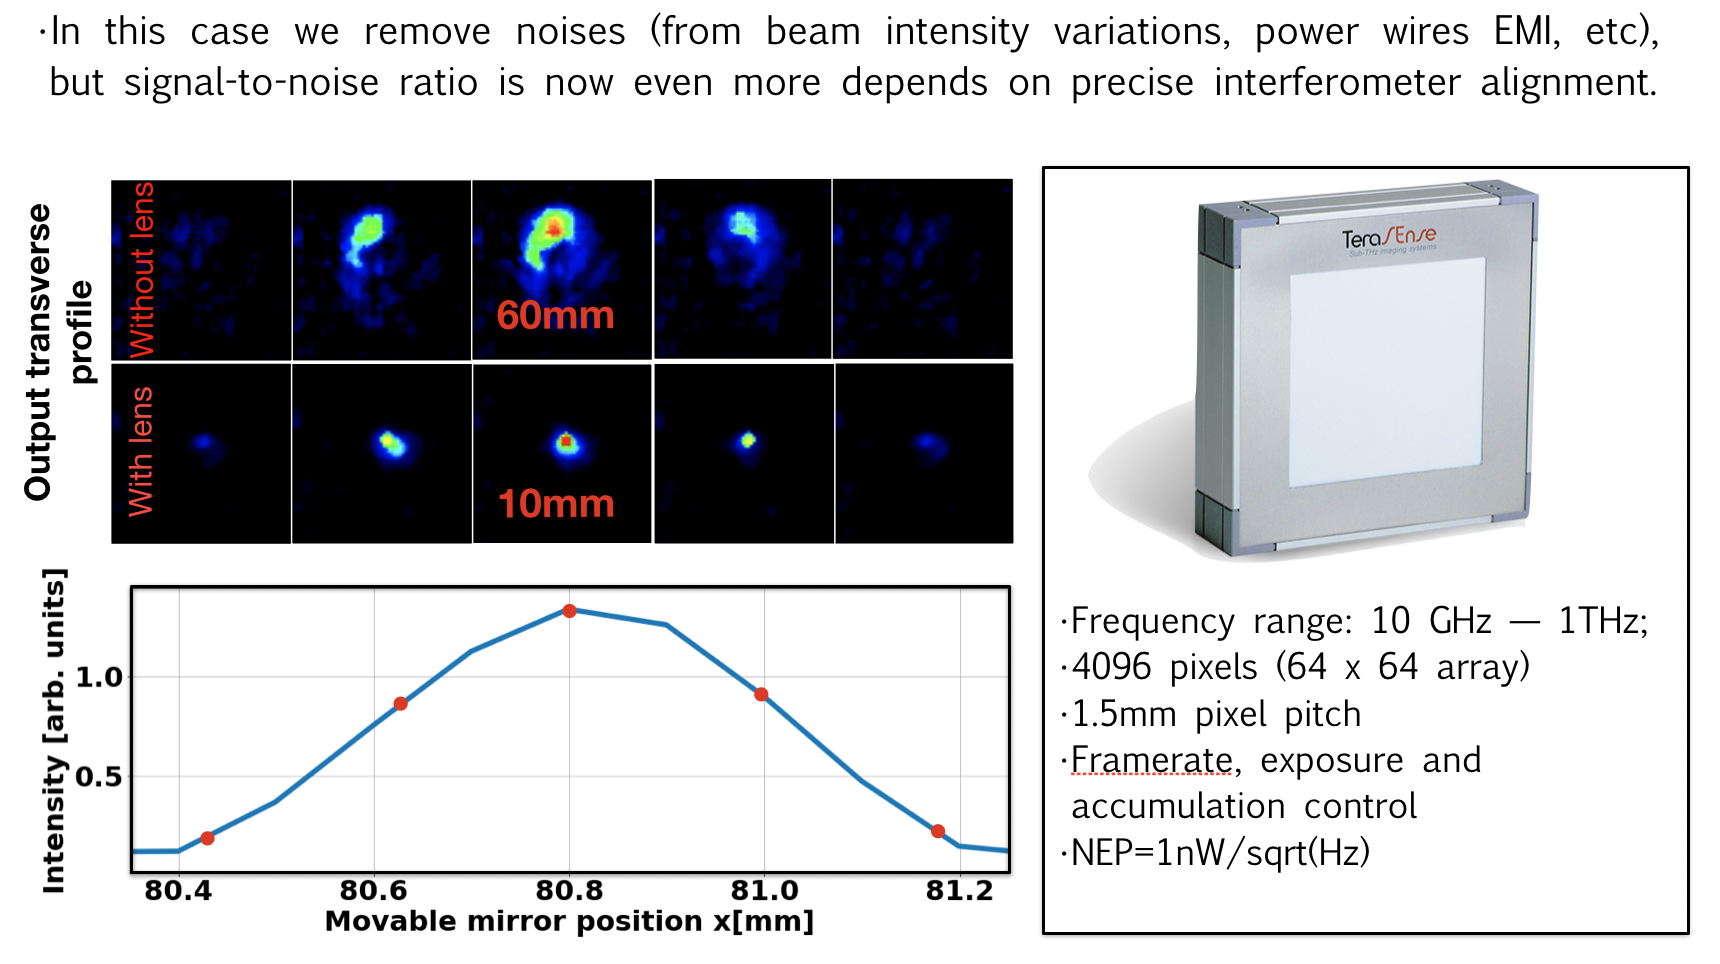 ·In this case we remove noises (from beam intensity variations, power wires EMI, etc),
but signal-to-noise ratio is now even more depends on precise interferometer alignment.
Output transverse
profile
Without lens
60mm
With lens
10mm
Intensity [arb. units]
1.0
0.5
80.4 80.6 80.8 81.0 81.2
Movable mirror position x[mm]
TeraSEnse
Sub-THz imaging systems
·Frequency range: 10 GHz — 1THz;
·4096 pixels (64 x 64 array)
·1.5mm pixel pitch
·Framerate, exposure and
accumulation control
·NEP=1nW/sqrt(Hz)